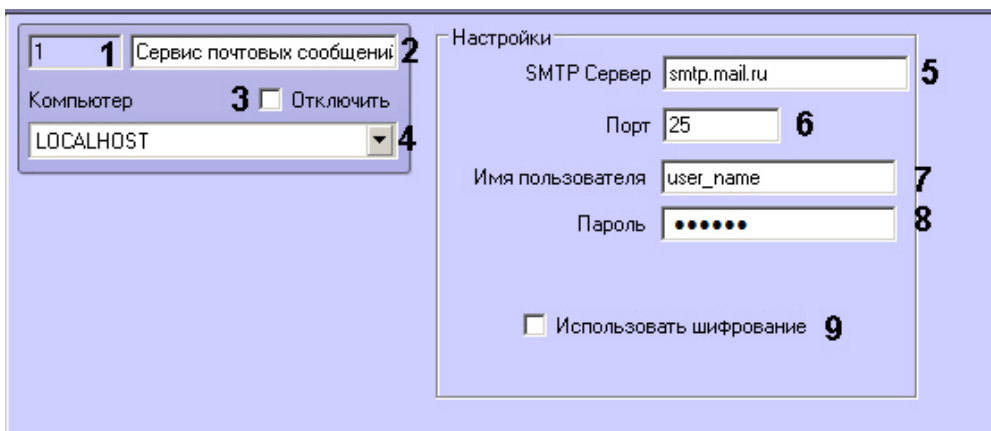 1 1 Сервис почтовых сообщений 2
Компьютер 3 Отключить
LOCALHOST 4
Настройки
SMTP Сервер smtp.mail.ru 5
Порт 25 6
Имя пользователя user_name 7
Пароль •••••• 8
Использовать шифрование 9